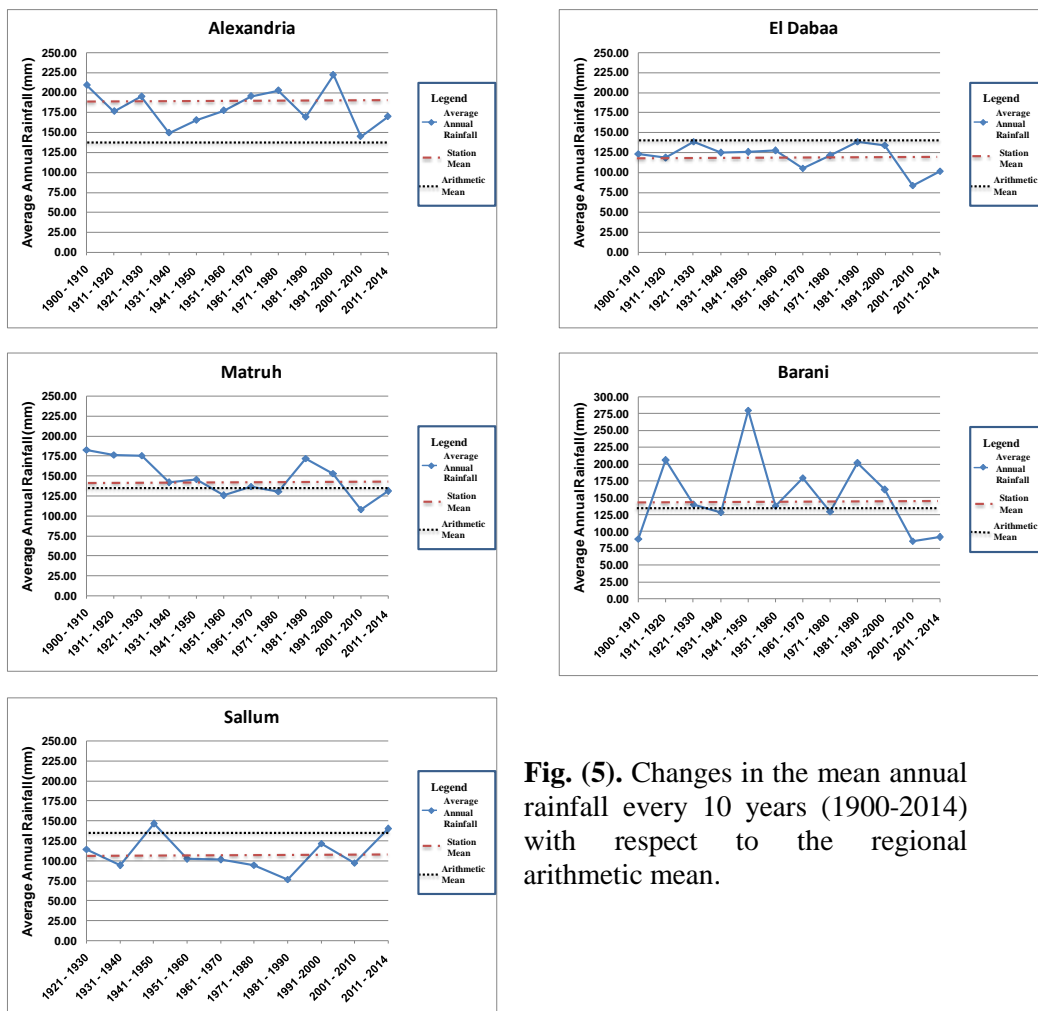 Alexandria
Average Annual Rainfall (mm)
250.00
225.00
200.00
175.00
150.00
125.00
100.00
75.00
50.00
25.00
0.00
1900 - 1910
1911 - 1920
1921 - 1930
1931 - 1940
1941 - 1950
1951 - 1960
1961 - 1970
1971 - 1980
1981 - 1990
1991 -2000
2001 - 2010
2011 - 2014
Legend
Average
Annual
Rainfall
Station
Mean
Arithmetic
Mean
El Dabaa
Average Annual Rainfall (mm)
250.00
225.00
200.00
175.00
150.00
125.00
100.00
75.00
50.00
25.00
0.00
1900 - 1910
1911 - 1920
1921 - 1930
1931 - 1940
1941 - 1950
1951 - 1960
1961 - 1970
1971 - 1980
1981 - 1990
1991 -2000
2001 - 2010
2011 - 2014
Legend
Average
Annual
Rainfall
Station
Mean
Arithmetic
Mean
Matruh
Average Annual Rainfall (mm)
250.00
225.00
200.00
175.00
150.00
125.00
100.00
75.00
50.00
25.00
0.00
1900 - 1910
1911 - 1920
1921 - 1930
1931 - 1940
1941 - 1950
1951 - 1960
1961 - 1970
1971 - 1980
1981 - 1990
1991 -2000
2001 - 2010
2011 - 2014
Legend
Average
Annual
Rainfall
Station
Mean
Arithmetic
Mean
Barani
Average Annual Rainfall (mm)
300.00
275.00
250.00
225.00
200.00
175.00
150.00
125.00
100.00
75.00
50.00
25.00
0.00
1900 - 1910
1911 - 1920
1921 - 1930
1931 - 1940
1941 - 1950
1951 - 1960
1961 - 1970
1971 - 1980
1981 - 1990
1991 -2000
2001 - 2010
2011 - 2014
Legend
Average
Annual
Rainfall
Station
Mean
Arithmetic
Mean
Sallum
Average Annual Rainfall (mm)
250.00
225.00
200.00
175.00
150.00
125.00
100.00
75.00
50.00
25.00
0.00
1921 - 1930
1931 - 1940
1941 - 1950
1951 - 1960
1961 - 1970
1971 - 1980
1981 - 1990
1991 -2000
2001 - 2010
2011 - 2014
Legend
Average
Annual
Rainfall
Station
Mean
Arithmetic
Mean
Fig. (5). Changes in the mean annual
rainfall every 10 years (1900-2014)
with respect to the regional
arithmetic mean.